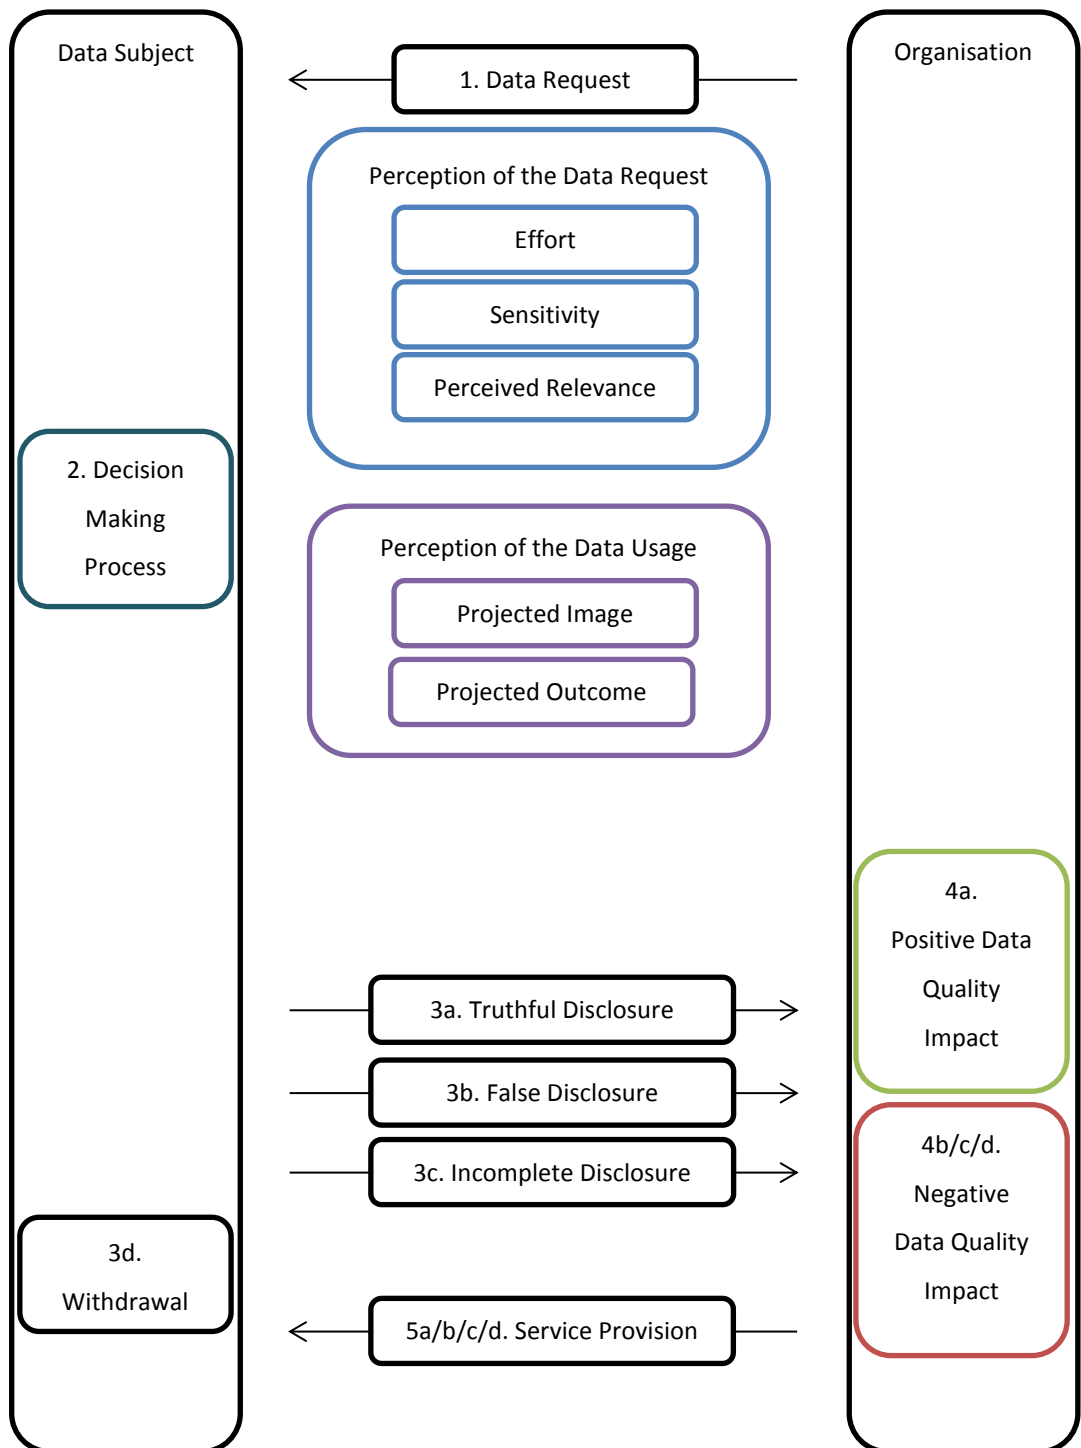 Data Subject
Organisation
1. Data Request
Perception of the Data Request
Effort
Sensitivity
Perceived Relevance
2. Decision
Making
Process
Perception of the Data Usage
Projected Image
Projected Outcome
4a.
Positive Data
Quality
Impact
3a. Truthful Disclosure
3b. False Disclosure
3c. Incomplete Disclosure
4b/c/d.
Negative
Data Quality
Impact
3d.
Withdrawal
5a/b/c/d. Service Provision